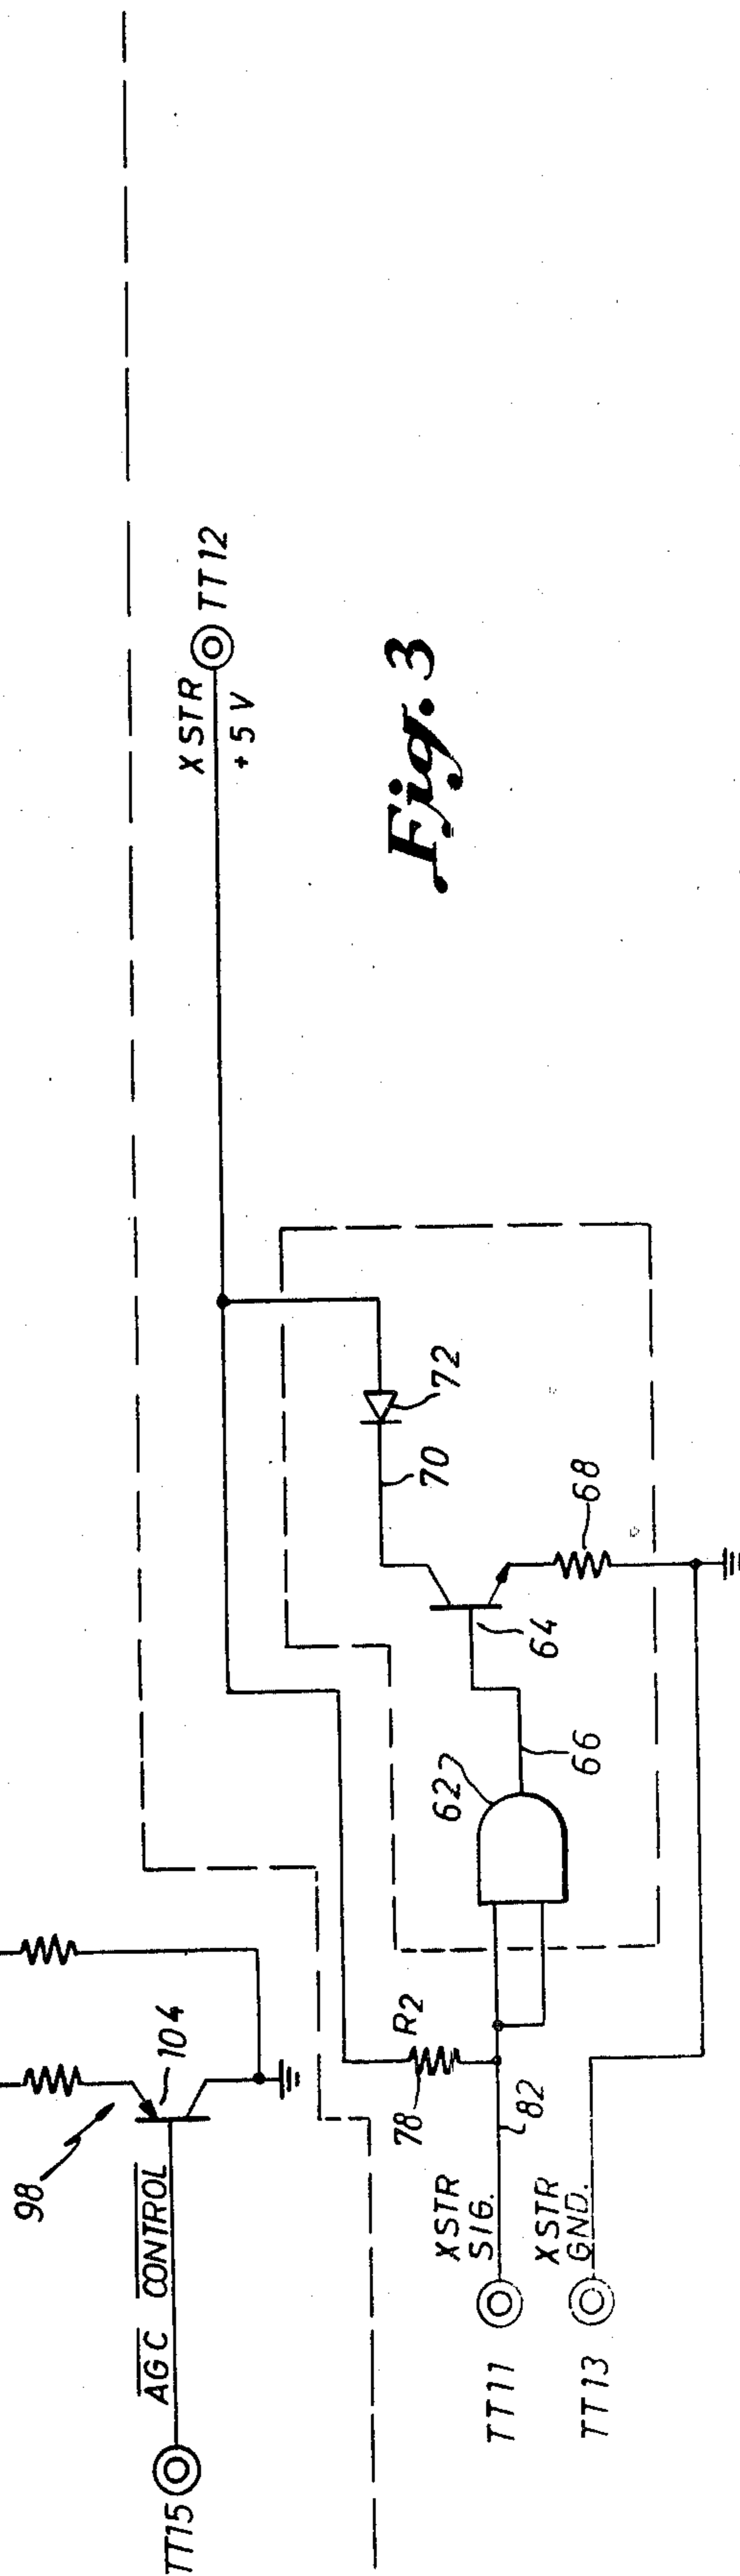 98
104
AGC CONTROL
TT15
XSTR
+5V
TT12
72
70
R2
78
62
64
68
66
82
XSTR
SIG.
TT11
XSTR
GND.
TT13
Fig. 3